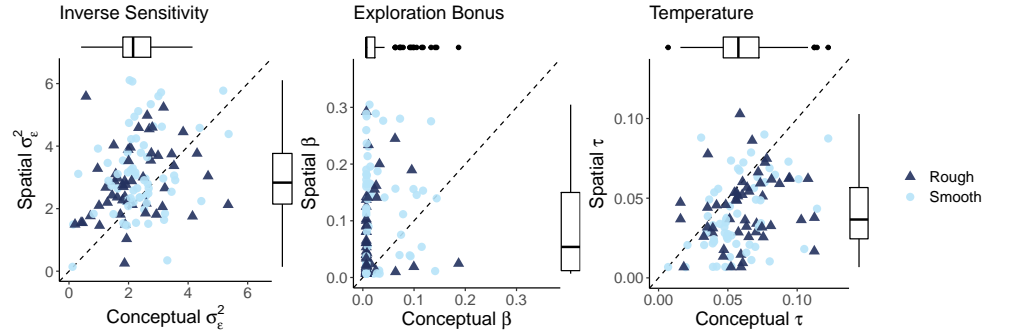 Inverse Sensitivity
Exploration Bonus
Temperature
Spatial σ²ε
6
4
2
0
0 2 4 6
Conceptual σ²ε
Spatial β
0.3
0.2
0.1
0.0
0.0 0.1 0.2 0.3
Conceptual β
Spatial τ
0.10
0.05
0.00
0.00 0.05 0.10
Conceptual τ
Rough
Smooth